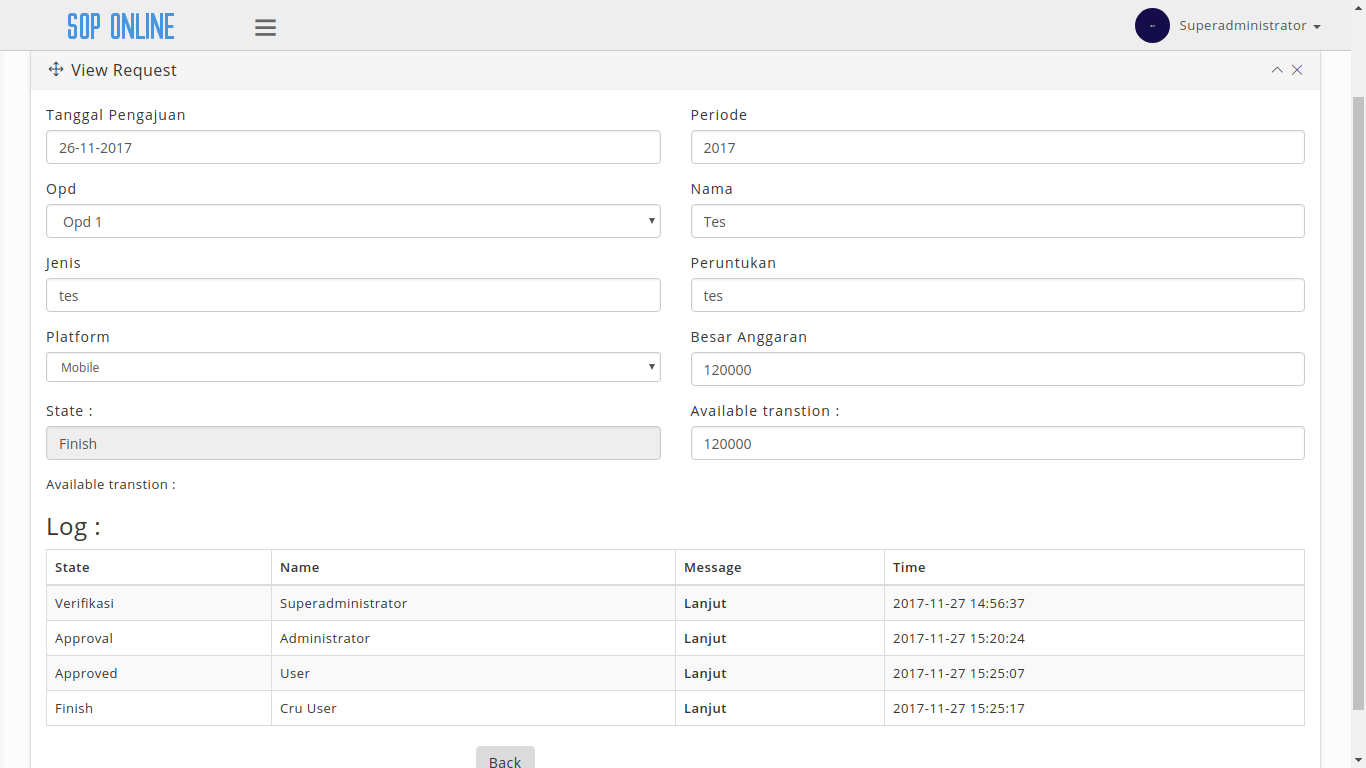 SOP ONLINE
Superadministrator
View Request
Tanggal Pengajuan
Periode
26-11-2017
2017
Opd
Nama
Opd 1
Tes
Jenis
Peruntukan
tes
tes
Platform
Besar Anggaran
Mobile
120000
State :
Available transtion :
Finish
120000
Available transtion :
Log :
State Name Message Time
Verifikasi Superadministrator Lanjut 2017-11-27 14:56:37
Approval Administrator Lanjut 2017-11-27 15:20:24
Approved User Lanjut 2017-11-27 15:25:07
Finish Cru User Lanjut 2017-11-27 15:25:17
Back